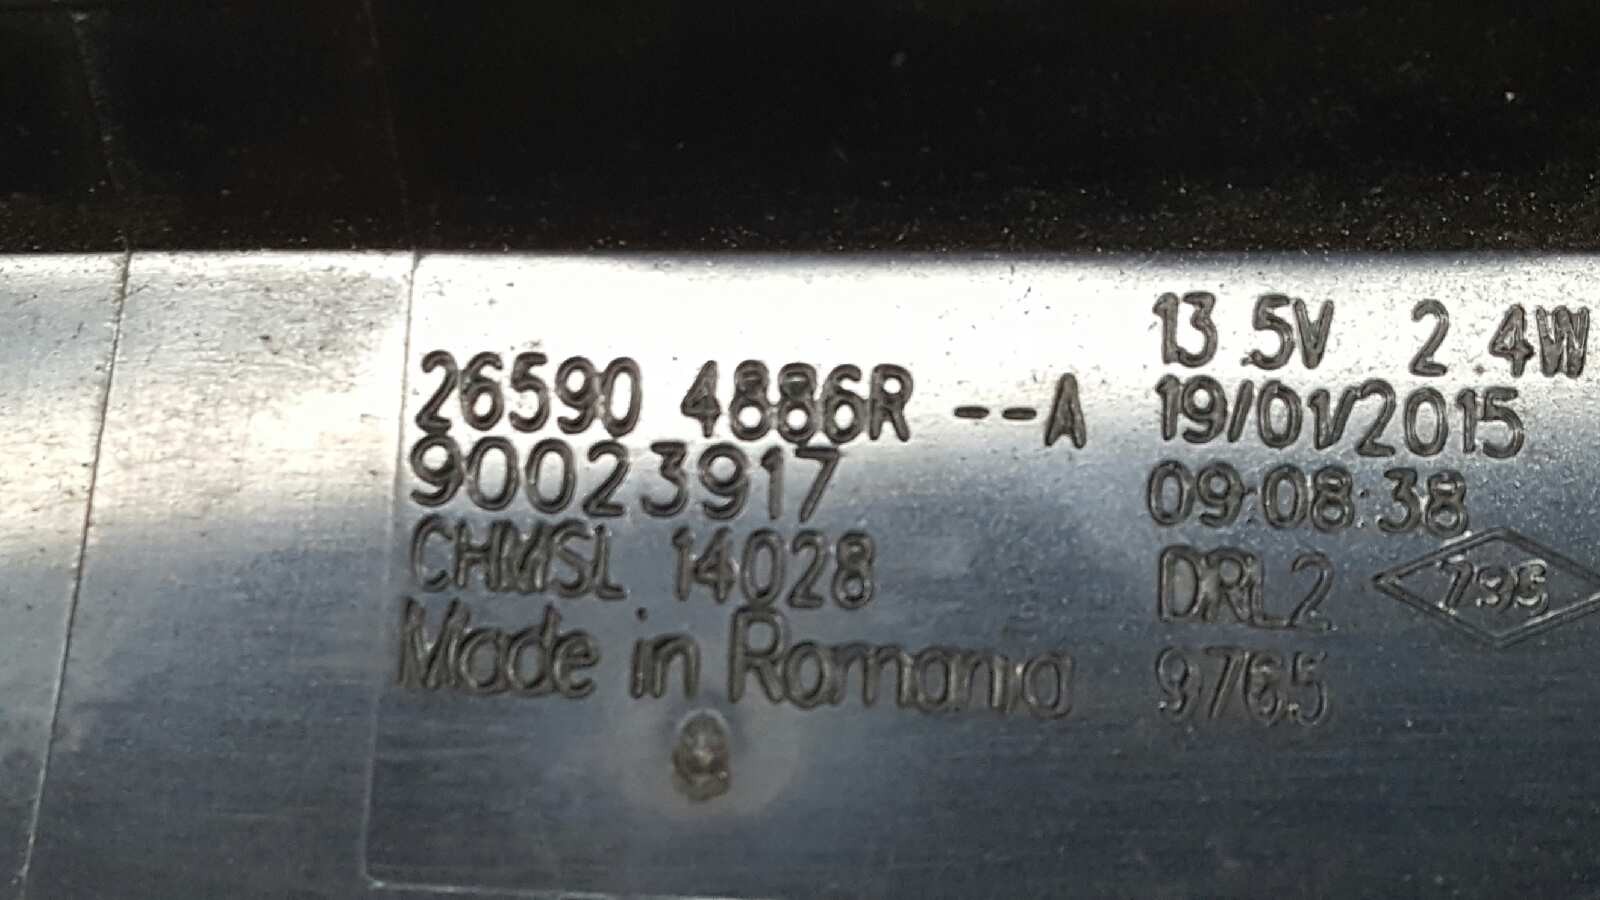 26590 4886R --A
90023917
CHMSL 14028
Made in Romania
13.5V 2.4W
19/01/2015
09:08:38
DRL2
795
9765